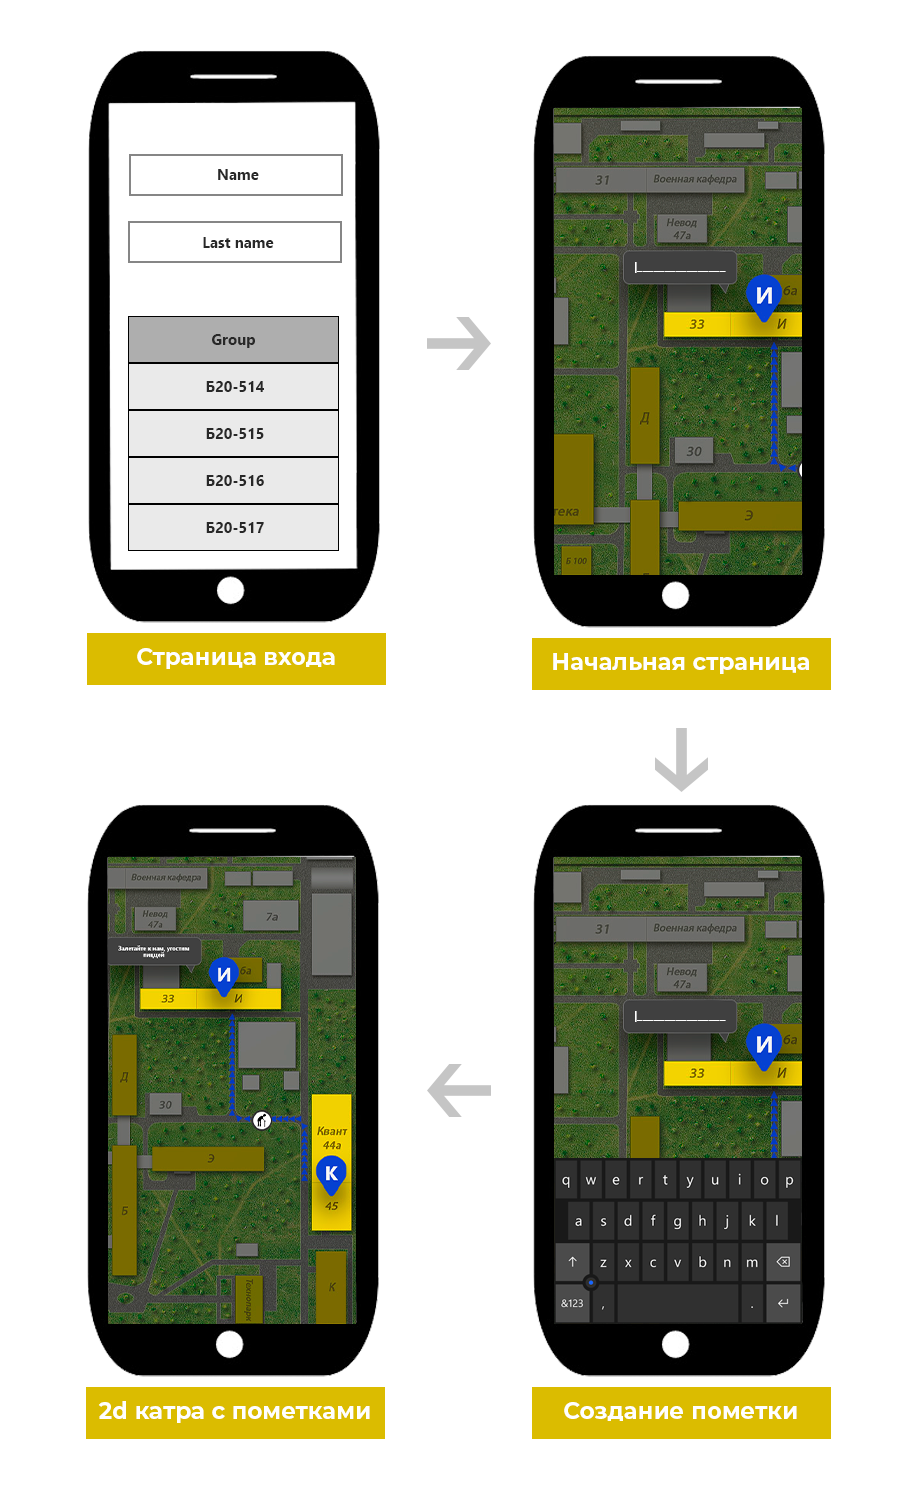 Name
Last name
Group
Б20-514
Б20-515
Б20-516
Б20-517
Страница входа
31
Военная кафедра
Невод
47а
И
6а
33
И
Д
30
тека
Э
Б 100
Начальная страница
Военная кафедра
Невод
47а
7а
Залетайте к нам, угостим
пиццей
И
6а
33
И
Д
30
Квант
44а
Э
К
45
Б
Технопарк
К
2d катра с пометками
31
Военная кафедра
Невод
47а
И
6а
33
И
q w e r t y u i o p
a s d f g h j k l
z x c v b n m
&123 , .
Создание пометки